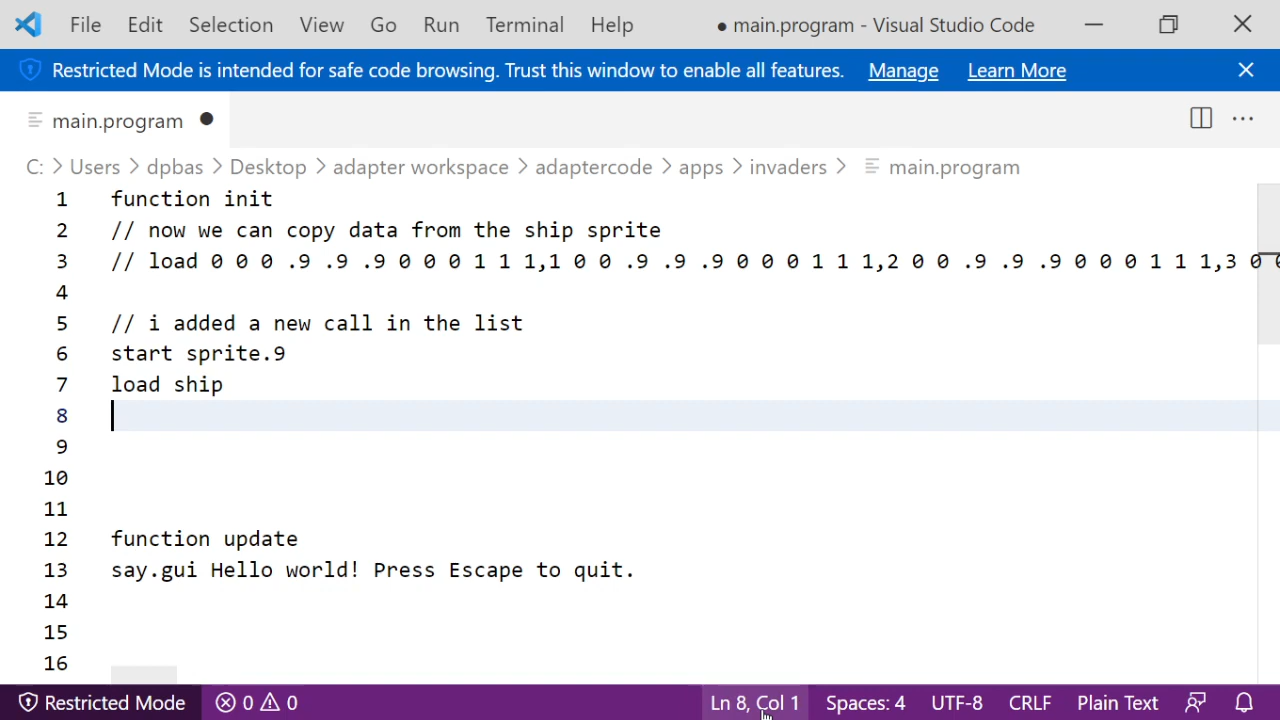 File Edit Selection View Go Run Terminal Help ● main.program - Visual Studio Code
Restricted Mode is intended for safe code browsing. Trust this window to enable all features. Manage Learn More
main.program
C: > Users > dpbas > Desktop > adapter workspace > adaptercode > apps > invaders > main.program
1 function init
2 // now we can copy data from the ship sprite
3 // load 0 0 0 .9 .9 .9 0 0 0 1 1 1,1 0 0 .9 .9 .9 0 0 0 1 1 1,2 0 0 .9 .9 .9 0 0 0 1 1 1,3 0
4
5 // i added a new call in the list
6 start sprite.9
7 load ship
8
9
10
11
12 function update
13 say.gui Hello world! Press Escape to quit.
14
15
16
Restricted Mode 0 0 Ln 8, Col 1 Spaces: 4 UTF-8 CRLF Plain Text